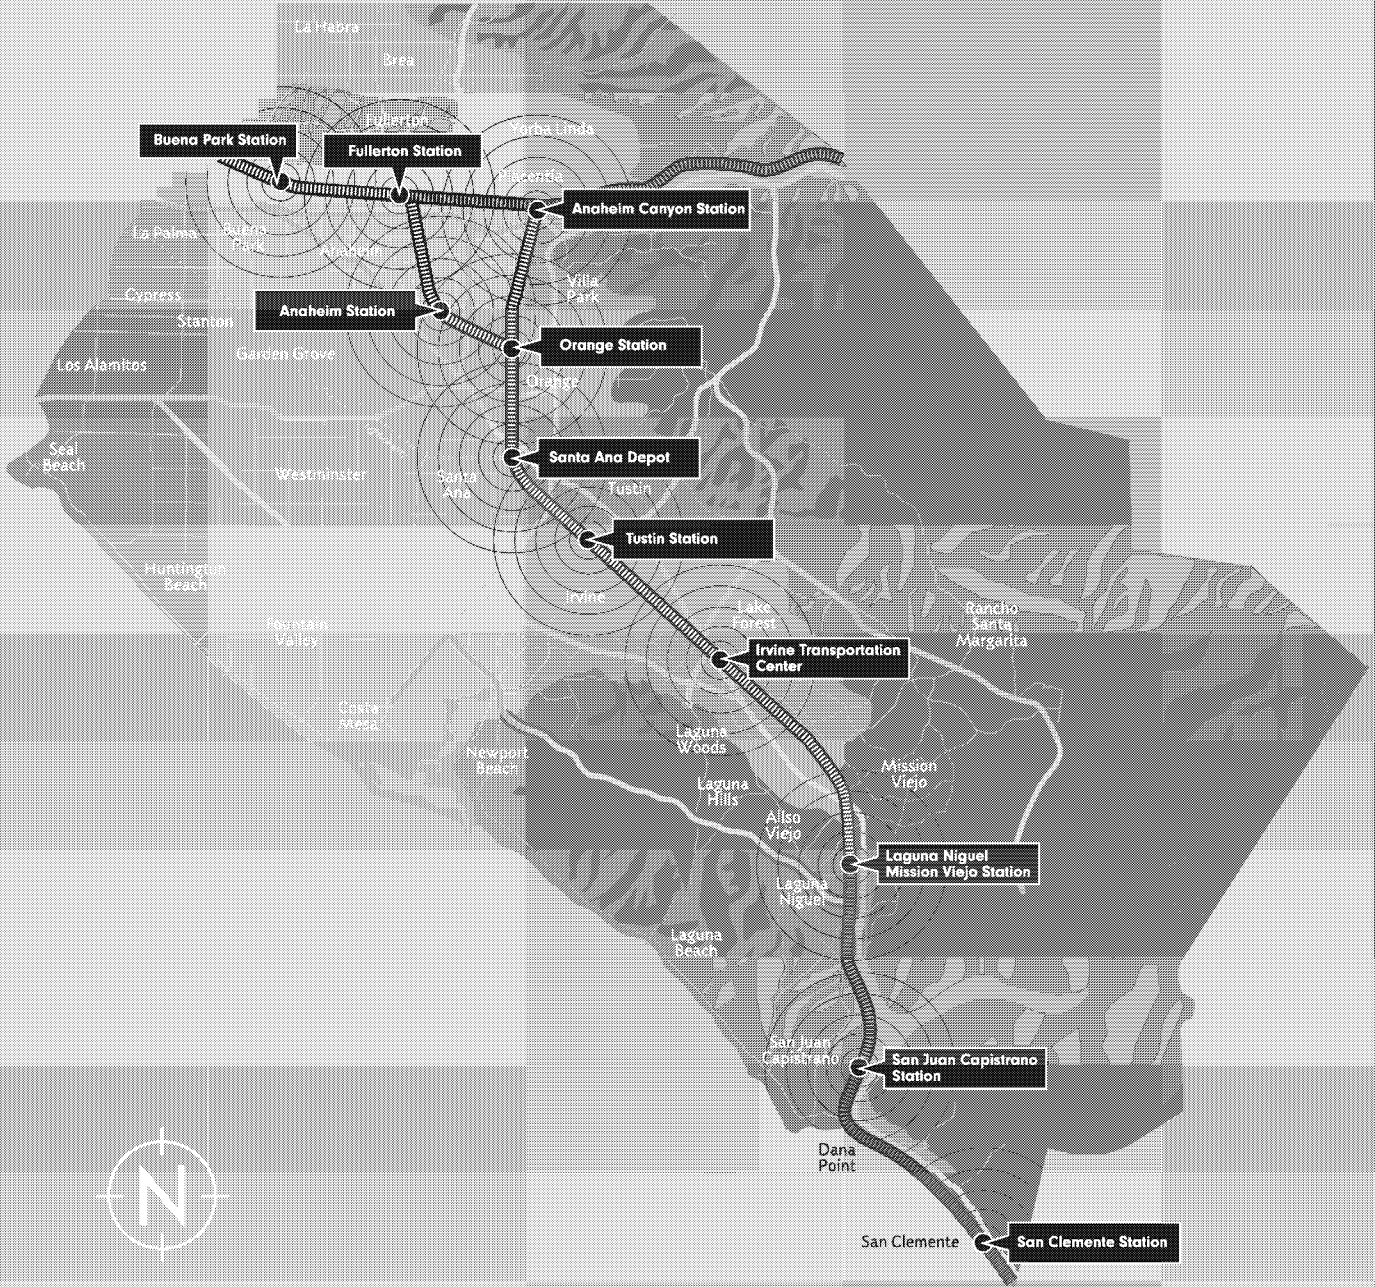 La Habra
Brea
Fullerton
Yorba Linda
Buena Park Station
Fullerton Station
Placentia
Anaheim Canyon Station
La Palma
Buena
Park
Anaheim
Villa
Park
Cypress
Anaheim Station
Stanton
Orange Station
Garden Grove
Los Alamitos
Orange
Seal
Beach
Santa Ana Depot
Westminster
Santa
Ana
Tustin
Tustin Station
Huntington
Beach
Irvine
Lake
Forest
Rancho
Santa
Margarita
Fountain
Valley
Irvine Transportation
Center
Costa
Mesa
Laguna
Woods
Newport
Beach
Mission
Viejo
Laguna
Hills
Aliso
Viejo
Laguna Niguel
Mission Viejo Station
Laguna
Niguel
Laguna
Beach
San Juan
Capistrano
San Juan Capistrano
Station
Dana
Point
N
San Clemente
San Clemente Station